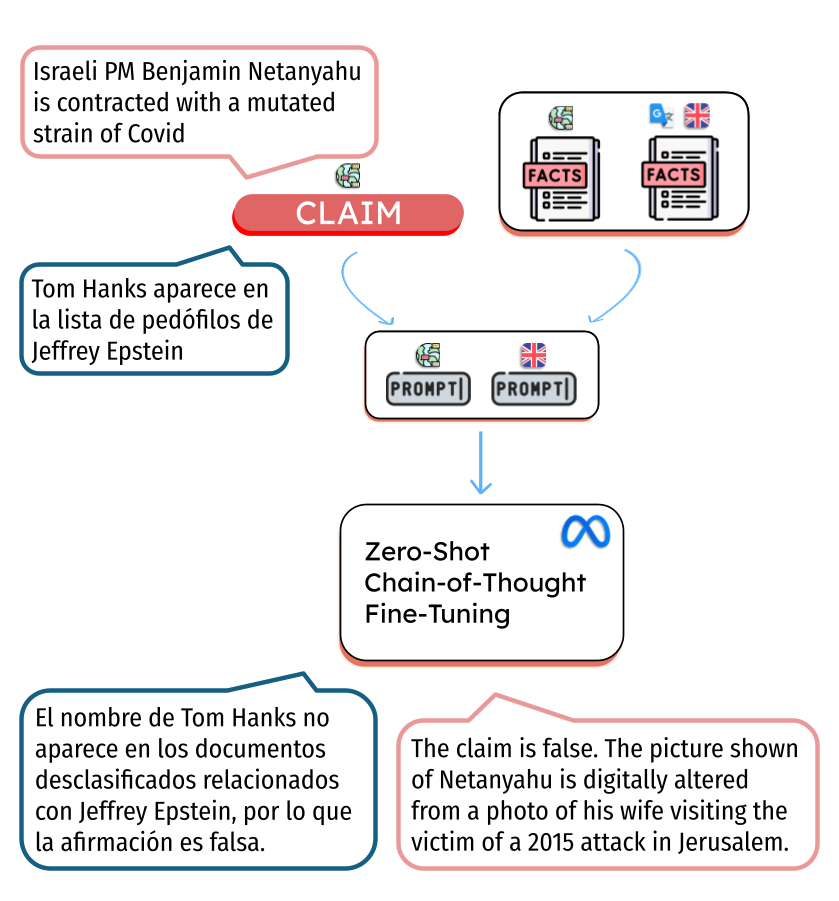 Israeli PM Benjamin Netanyahu
is contracted with a mutated
strain of Covid
CLAIM
FACTS
FACTS
Tom Hanks aparece en
la lista de pedófilos de
Jeffrey Epstein
PROMPT
PROMPT
Zero-Shot
Chain-of-Thought
Fine-Tuning
El nombre de Tom Hanks no
aparece en los documentos
desclasificados relacionados
con Jeffrey Epstein, por lo que
la afirmación es falsa.
The claim is false. The picture shown
of Netanyahu is digitally altered
from a photo of his wife visiting the
victim of a 2015 attack in Jerusalem.